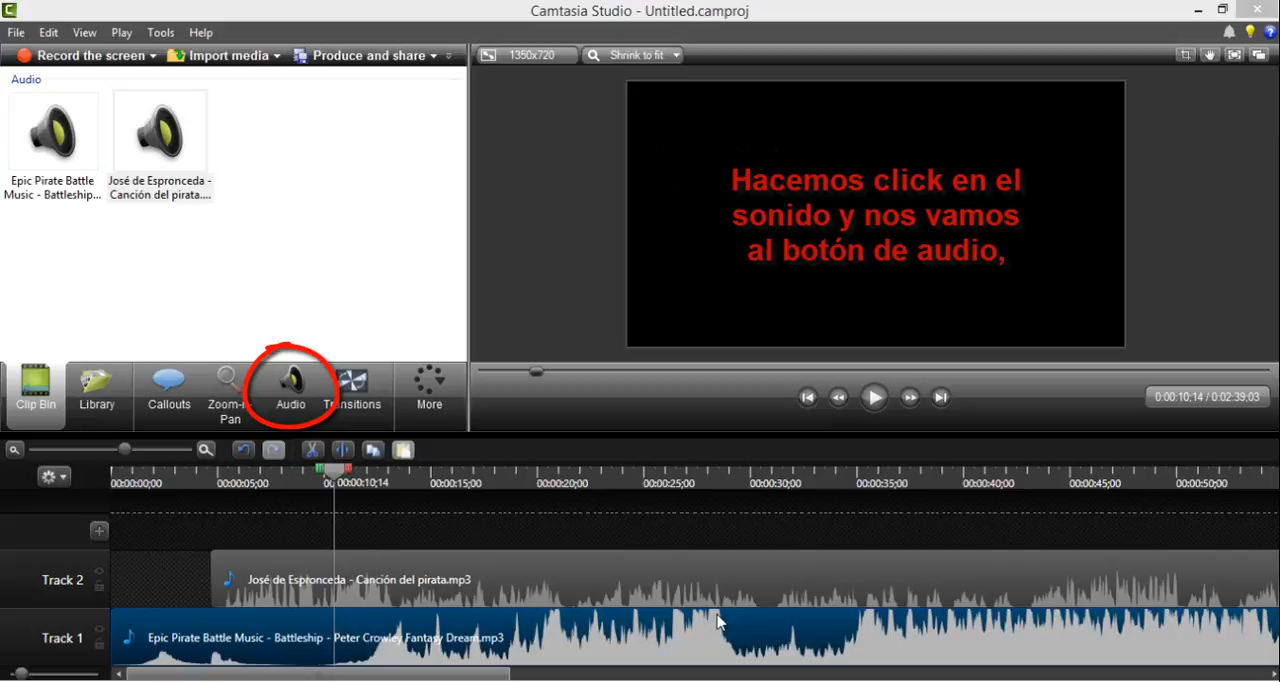 Camtasia Studio - Untitled.camproj
File Edit View Play Tools Help
Record the screen Import media Produce and share
1350x720 Shrink to fit
Audio
Epic Pirate Battle
Music - Battleship...
José de Espronceda -
Canción del pirata....
Hacemos click en el
sonido y nos vamos
al botón de audio,
Clip Bin Library Callouts Zoom-n-
Pan Audio Transitions More
0:00:10;14 / 0:02:39;03
00:00:00;00 00:00:05;00 00:00:10;14 00:00:15;00 00:00:20;00 00:00:25;00 00:00:30;00 00:00:35;00 00:00:40;00 00:00:45;00 00:00:50;00
Track 2
José de Espronceda - Canción del pirata.mp3
Track 1
Epic Pirate Battle Music - Battleship - Peter Crowley Fantasy Dream.mp3